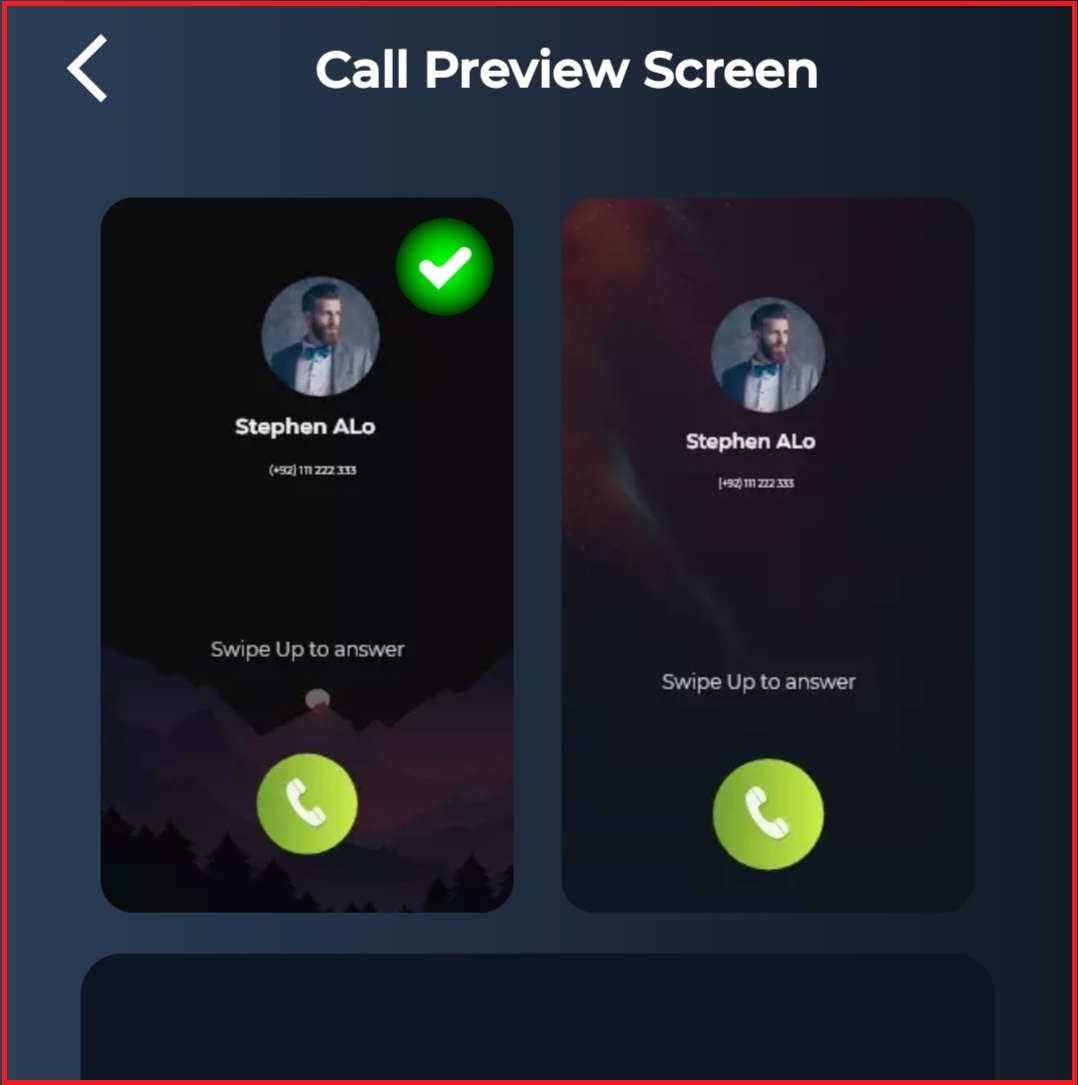 Call Preview Screen
Stephen ALo
(+92) 111 222 333
Swipe Up to answer
Stephen ALo
(+92) 111 222 333
Swipe Up to answer